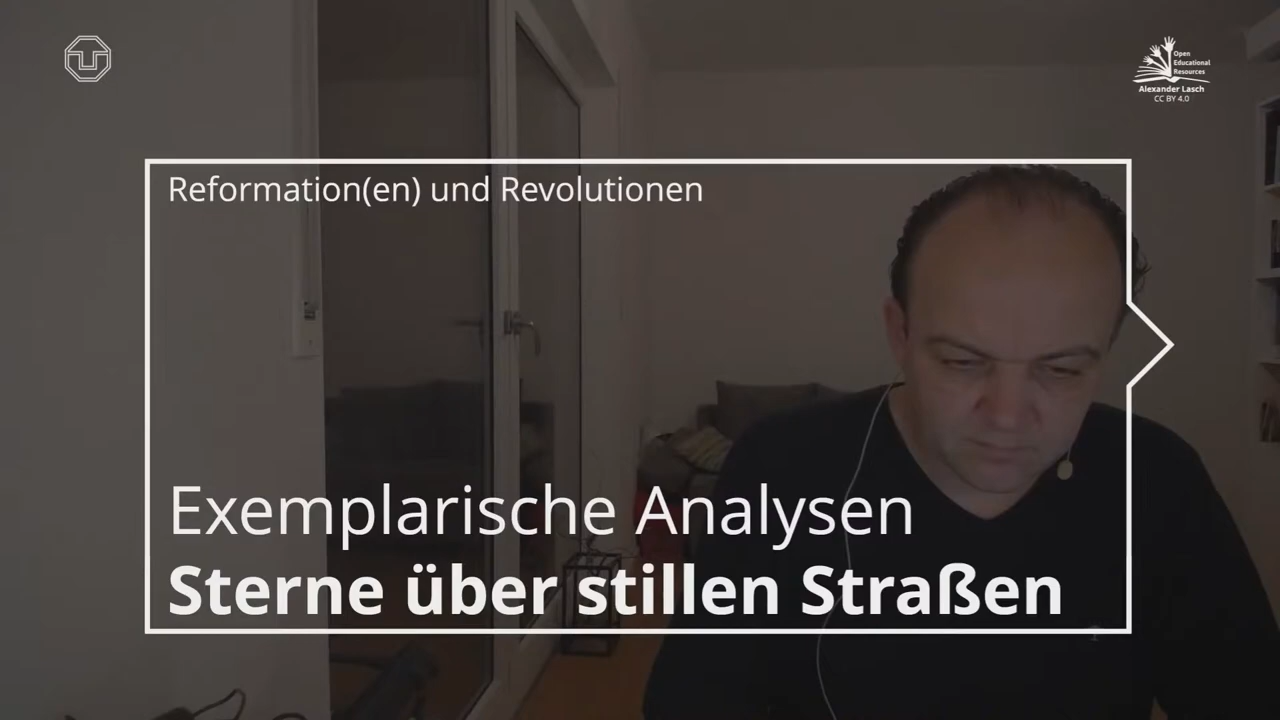 Open
Educational
Resources
Alexander Lasch
CC BY 4.0
Reformation(en) und Revolutionen
Exemplarische Analysen
Sterne über stillen Straßen